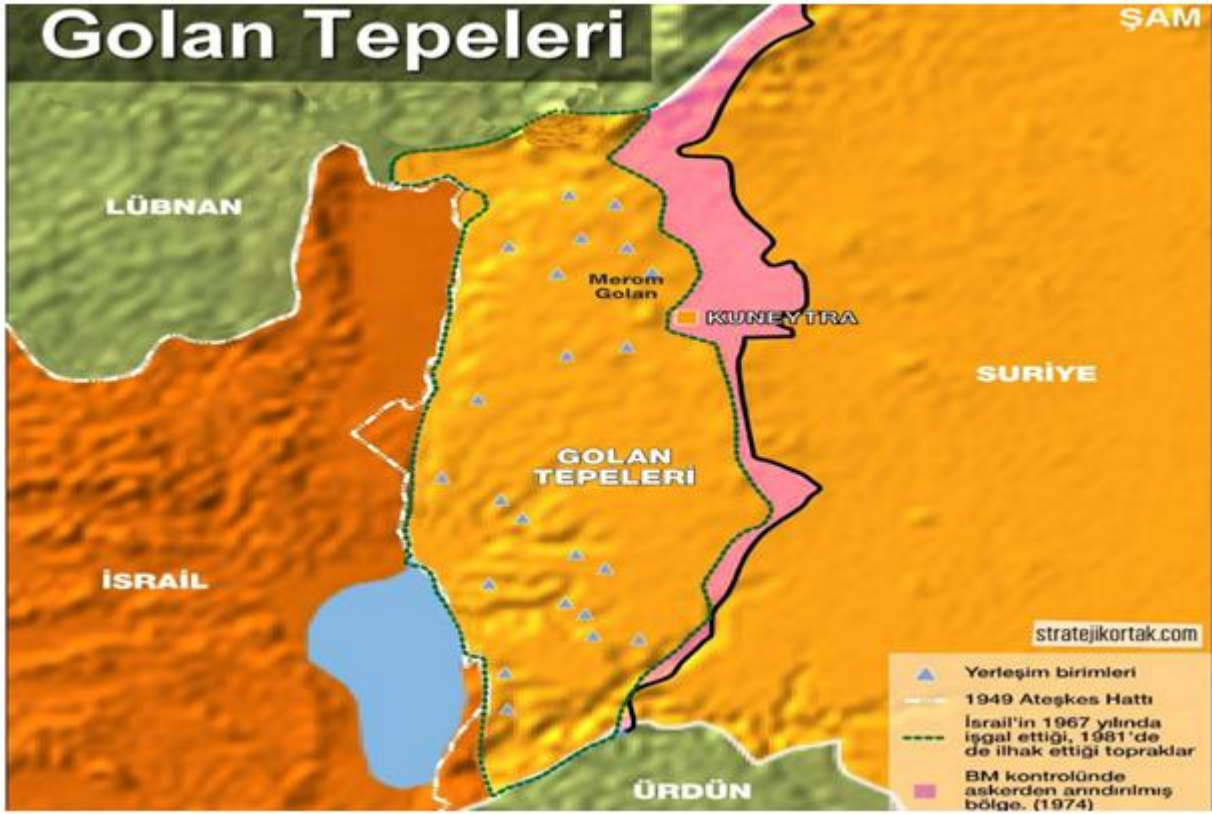 Golan Tepeleri
ŞAM
LÜBNAN
Merom
Golan
KUNEYTRA
SURİYE
GOLAN
TEPELERİ
İSRAİL
stratejikortak.com
Yerleşim birimleri
1949 Ateşkes Hattı
İsrail'in 1967 yılında
işgal ettiği, 1981'de
de ilhak ettiği topraklar
BM kontrolünde
askerden arındırılmış
bölge. (1974)
ÜRDÜN